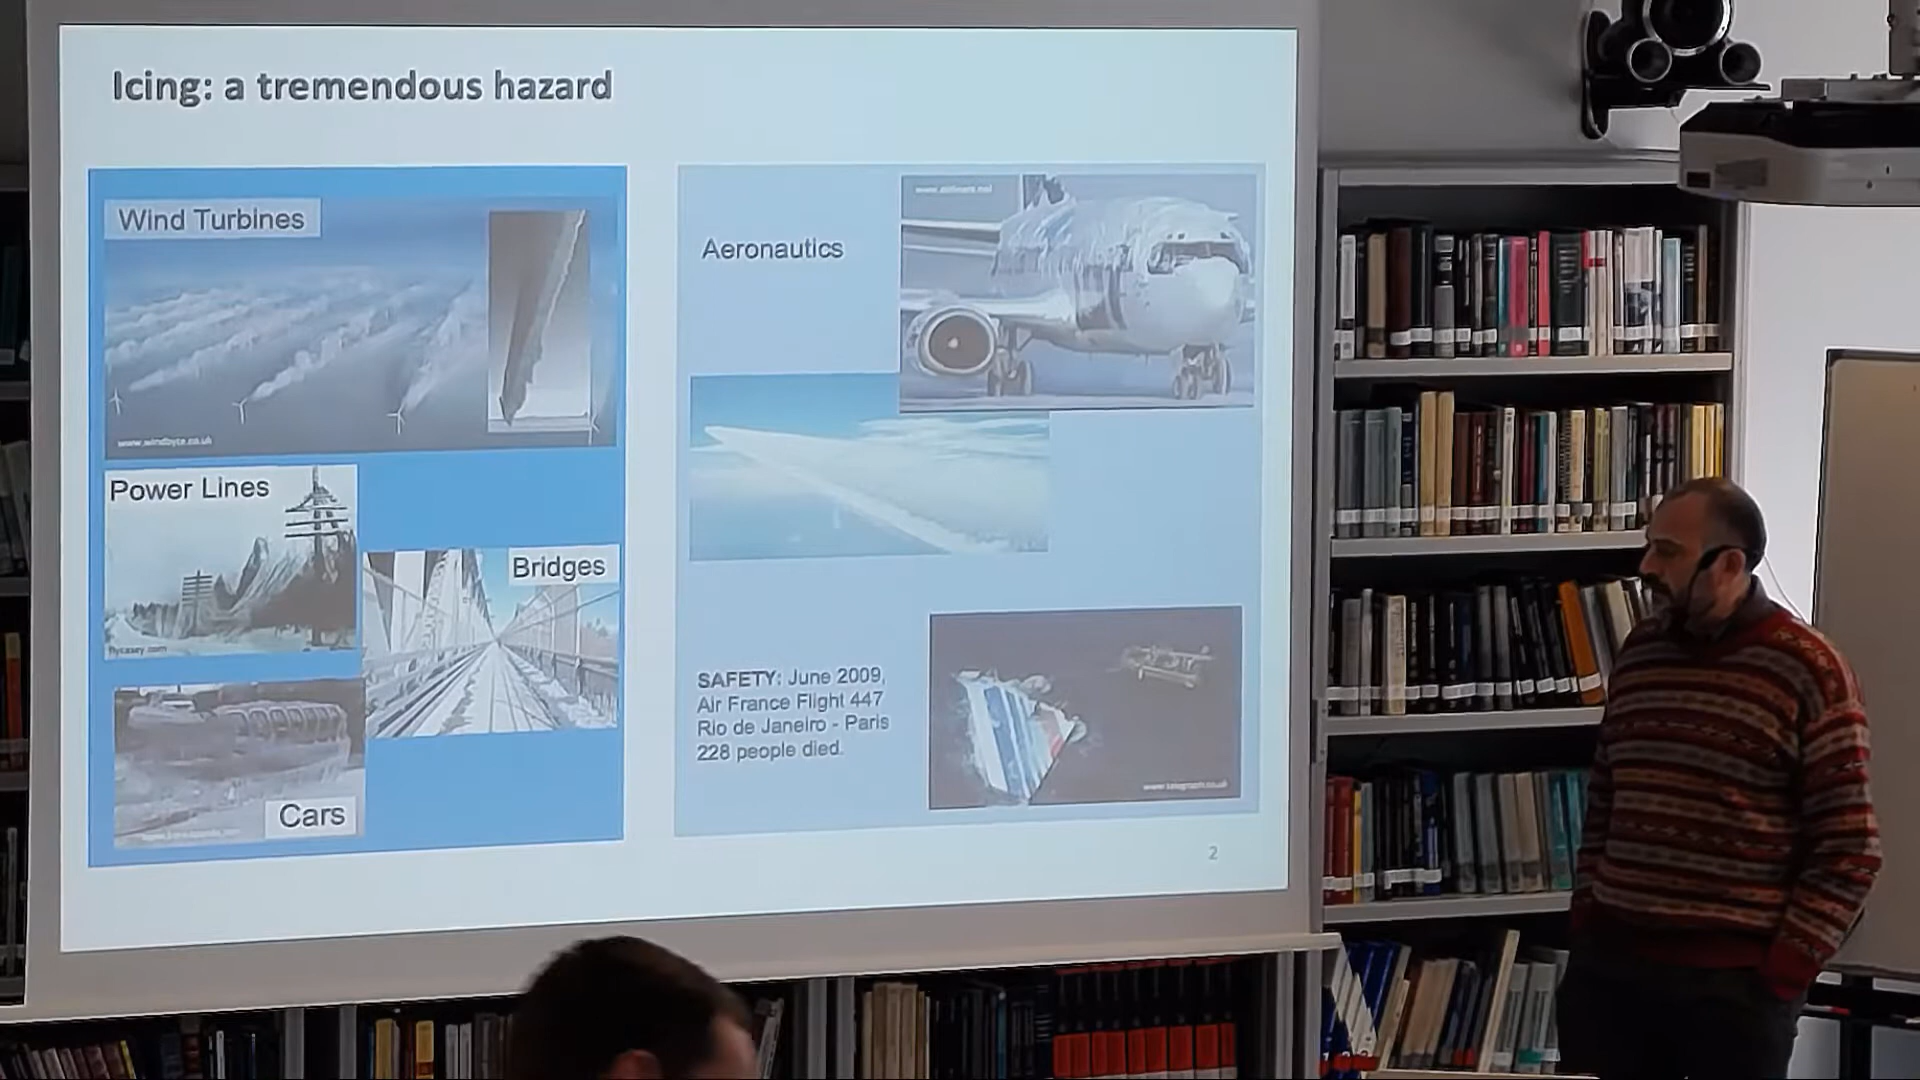 Icing: a tremendous hazard
Wind Turbines
www.windbyte.co.uk
Power Lines
flycasey.com
Bridges
Cars
Aeronautics
SAFETY: June 2009,
Air France Flight 447
Rio de Janeiro - Paris
228 people died.
www.telegraph.co.uk
2